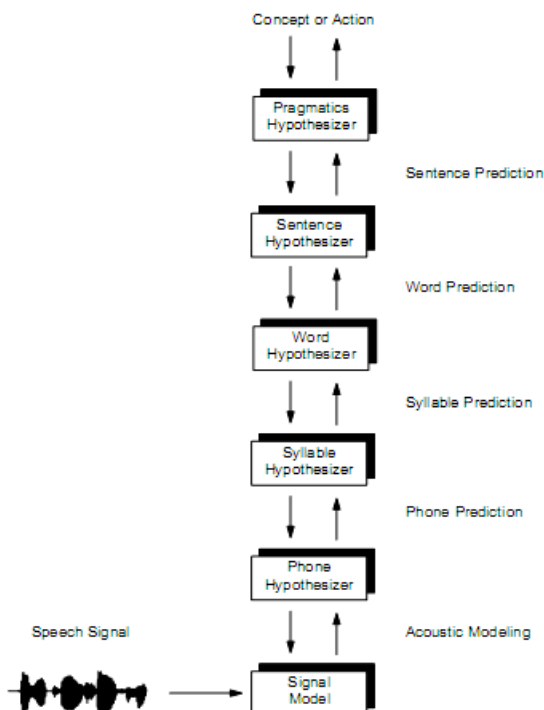 Concept or Action
Pragmatics
Hypothesizer
Sentence Prediction
Sentence
Hypothesizer
Word Prediction
Word
Hypothesizer
Syllable Prediction
Syllable
Hypothesizer
Phone Prediction
Phone
Hypothesizer
Speech Signal
Acoustic Modeling
Signal
Model